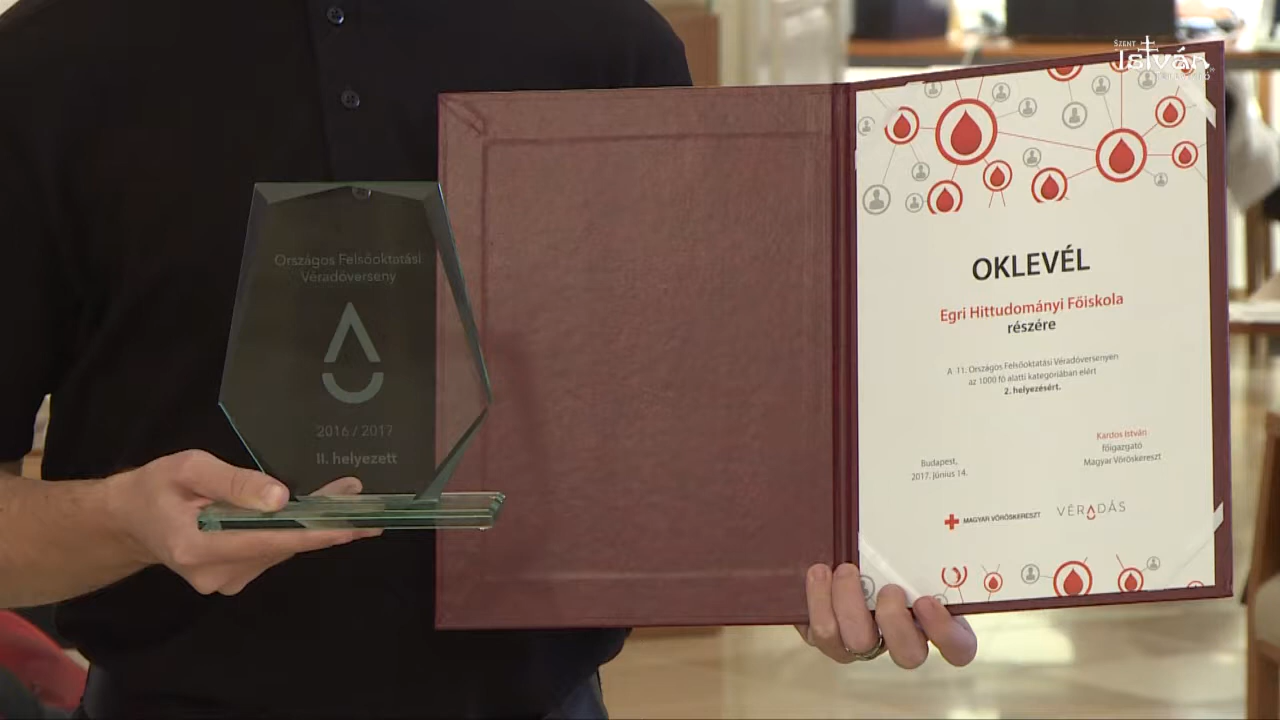 Szent
István
Országos Felsőoktatási
Véradóverseny
2016 / 2017
II. helyezett
OKLEVÉL
Egri Hittudományi Főiskola
részére
A 11. Országos Felsőoktatási Véradóversenyen
az 1000 fő alatti kategóriában elért
2. helyezésért.
Kardos István
főigazgató
Magyar Vöröskereszt
Budapest,
2017. június 14.
MAGYAR VÖRÖSKERESZT
VÉRADÁS